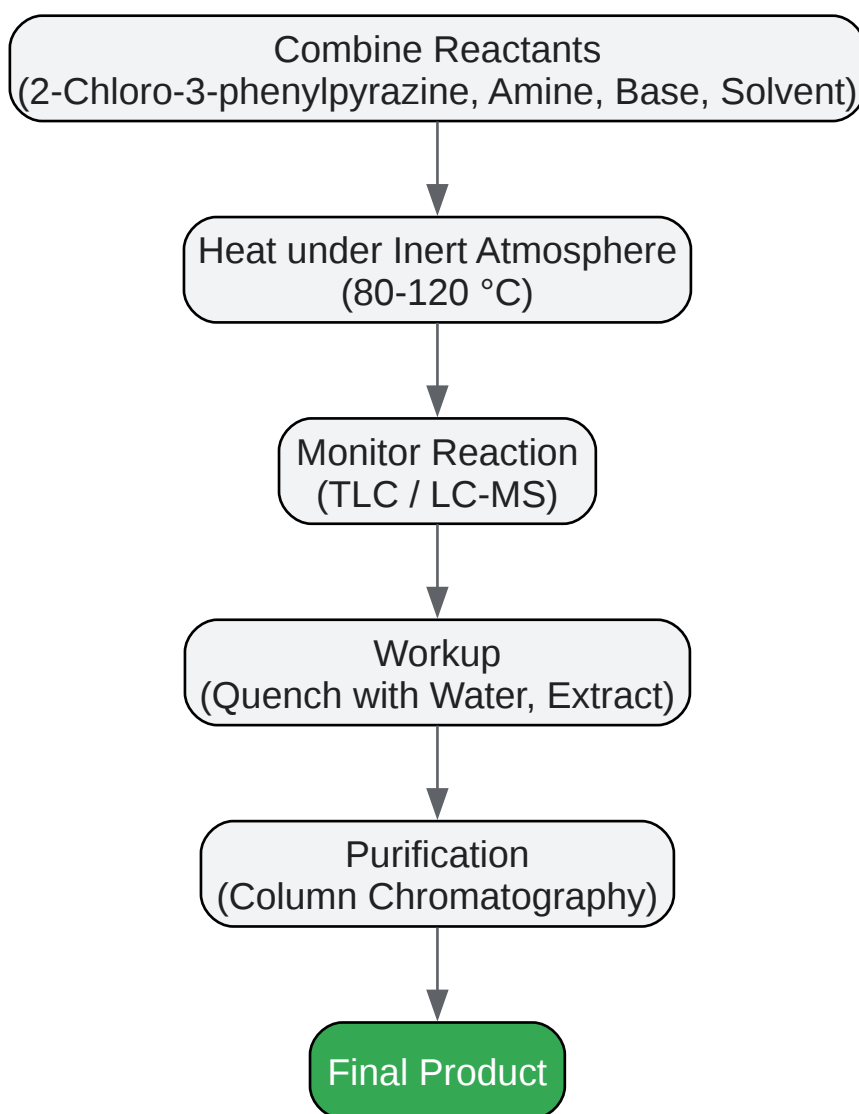 Combine Reactants
(2-Chloro-3-phenylpyrazine, Amine, Base, Solvent)
Heat under Inert Atmosphere
(80-120 °C)
Monitor Reaction
(TLC / LC-MS)
Workup
(Quench with Water, Extract)
Purification
(Column Chromatography)
Final Product